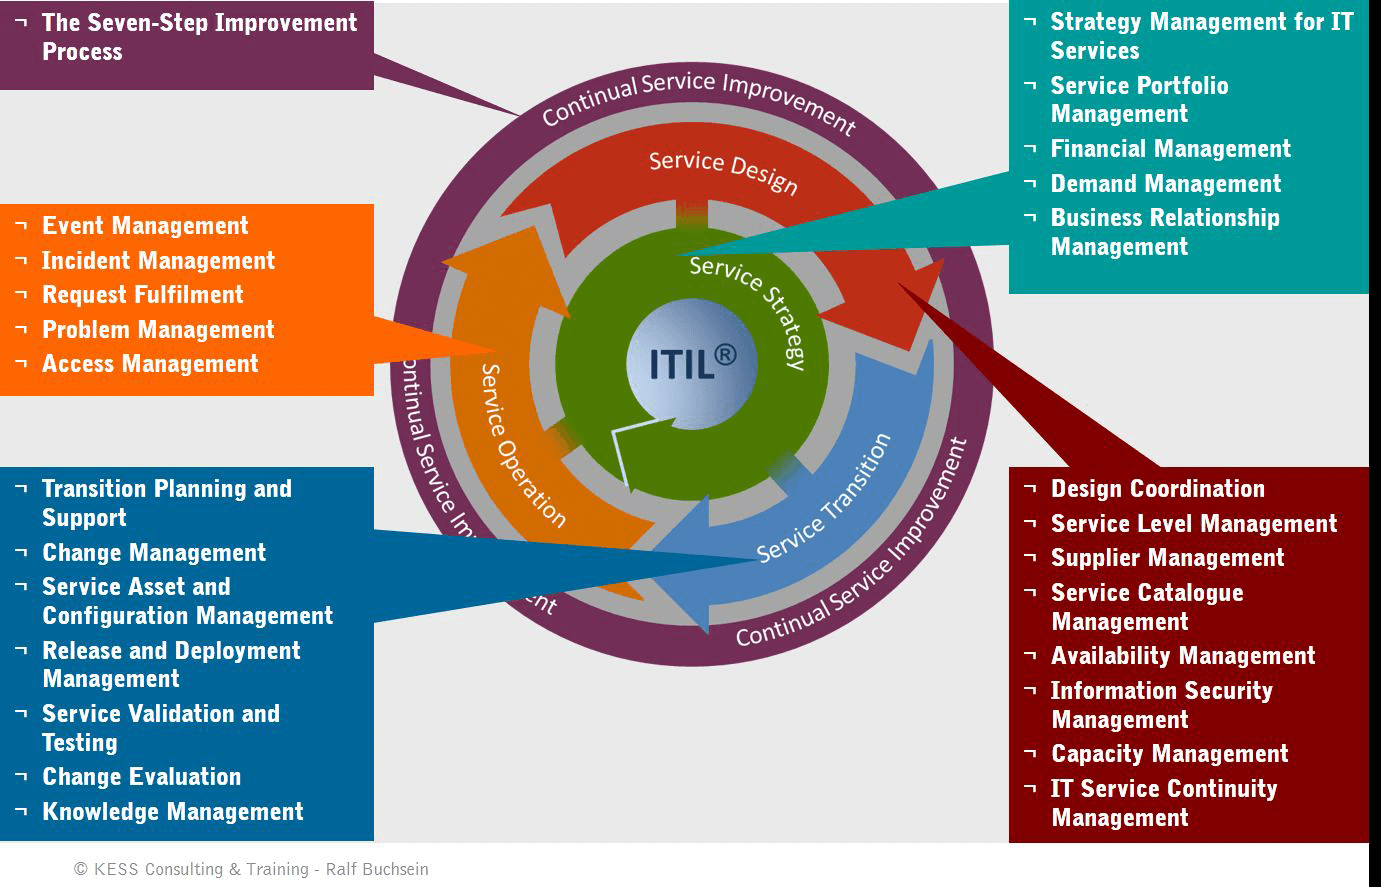 ¬ The Seven-Step Improvement
Process
¬ Event Management
¬ Incident Management
¬ Request Fulfilment
¬ Problem Management
¬ Access Management
¬ Transition Planning and
Support
¬ Change Management
¬ Service Asset and
Configuration Management
¬ Release and Deployment
Management
¬ Service Validation and
Testing
¬ Change Evaluation
¬ Knowledge Management
Continual Service Improvement
Service Design
Service Strategy
ITIL®
Service Operation
Service Transition
ontinual Service Im
ent
Continual Service Improvement
¬ Strategy Management for IT
Services
¬ Service Portfolio
Management
¬ Financial Management
¬ Demand Management
¬ Business Relationship
Management
¬ Design Coordination
¬ Service Level Management
¬ Supplier Management
¬ Service Catalogue
Management
¬ Availability Management
¬ Information Security
Management
¬ Capacity Management
¬ IT Service Continuity
Management
© KESS Consulting & Training - Ralf Buchsein